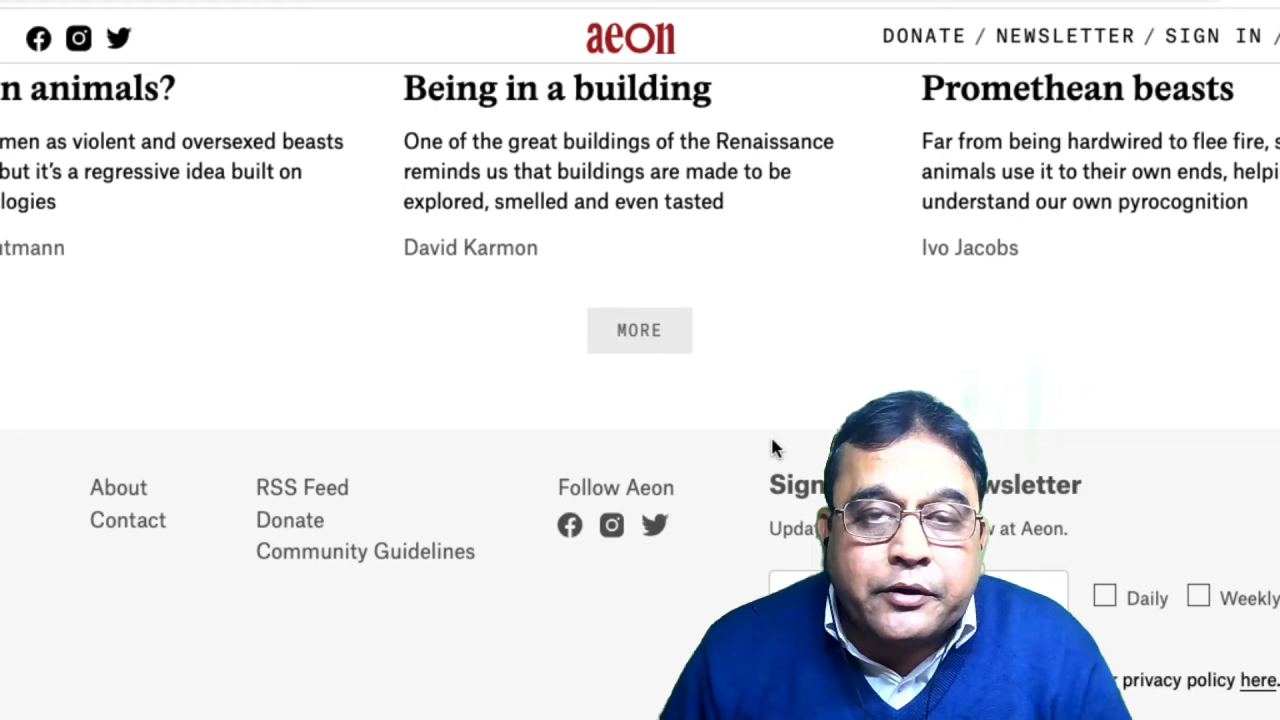 aeon
DONATE / NEWSLETTER / SIGN IN /
n animals?
men as violent and oversexed beasts
but it's a regressive idea built on
logies
utmann
Being in a building
One of the great buildings of the Renaissance
reminds us that buildings are made to be
explored, smelled and even tasted
David Karmon
Promethean beasts
Far from being hardwired to flee fire, s
animals use it to their own ends, helpi
understand our own pyrocognition
Ivo Jacobs
MORE
About
Contact
RSS Feed
Donate
Community Guidelines
Follow Aeon
Sign wsletter
Upda at Aeon.
Daily Weekly
privacy policy here.